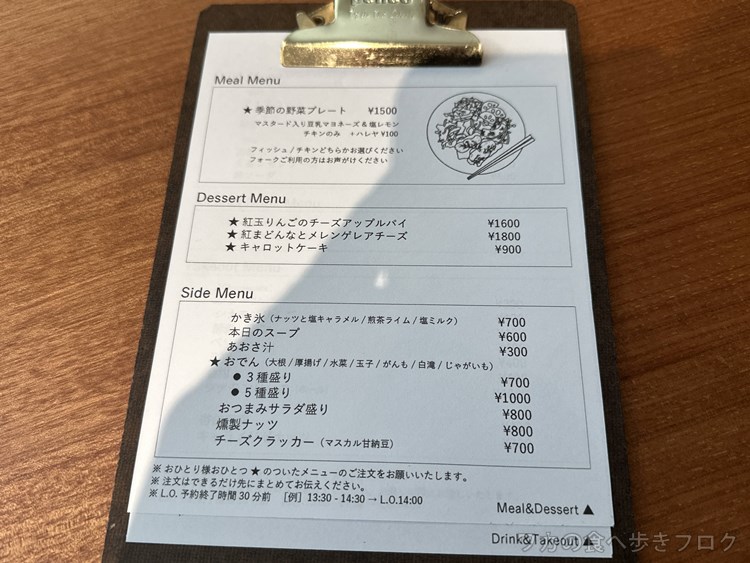 Meal Menu
★ 季節の野菜プレート ¥1500
マスタード入り豆乳マヨネーズ＆塩レモン
チキンのみ ＋ハレヤ ¥100
フィッシュ / チキンどちらかお選びください
フォークご利用の方はお声がけください
Dessert Menu
★ 紅玉りんごのチーズアップルパイ ¥1600
★ 紅まどんなとメレンゲレアチーズ ¥1800
★ キャロットケーキ ¥900
Side Menu
かき氷（ナッツと塩キャラメル / 煎茶ライム / 塩ミルク） ¥700
本日のスープ ¥600
あおさ汁 ¥300
★ おでん（大根 / 厚揚げ / 水菜 / 玉子 / がんも / 白滝 / じゃがいも）
● 3 種盛り ¥700
● 5 種盛り ¥1000
おつまみサラダ盛り ¥800
燻製ナッツ ¥800
チーズクラッカー（マスカル甘納豆） ¥700
※ おひとり様おひとつ ★ のついたメニューのご注文をお願いいたします。
※ 注文はできるだけ先にまとめてお伝えください。
※ L.O. 予約終了時間 30 分前 ［例］13:30 - 14:30 → L.O.14:00
Meal&Dessert ▲
Drink&Takeout ▲
の食べ歩きブログ